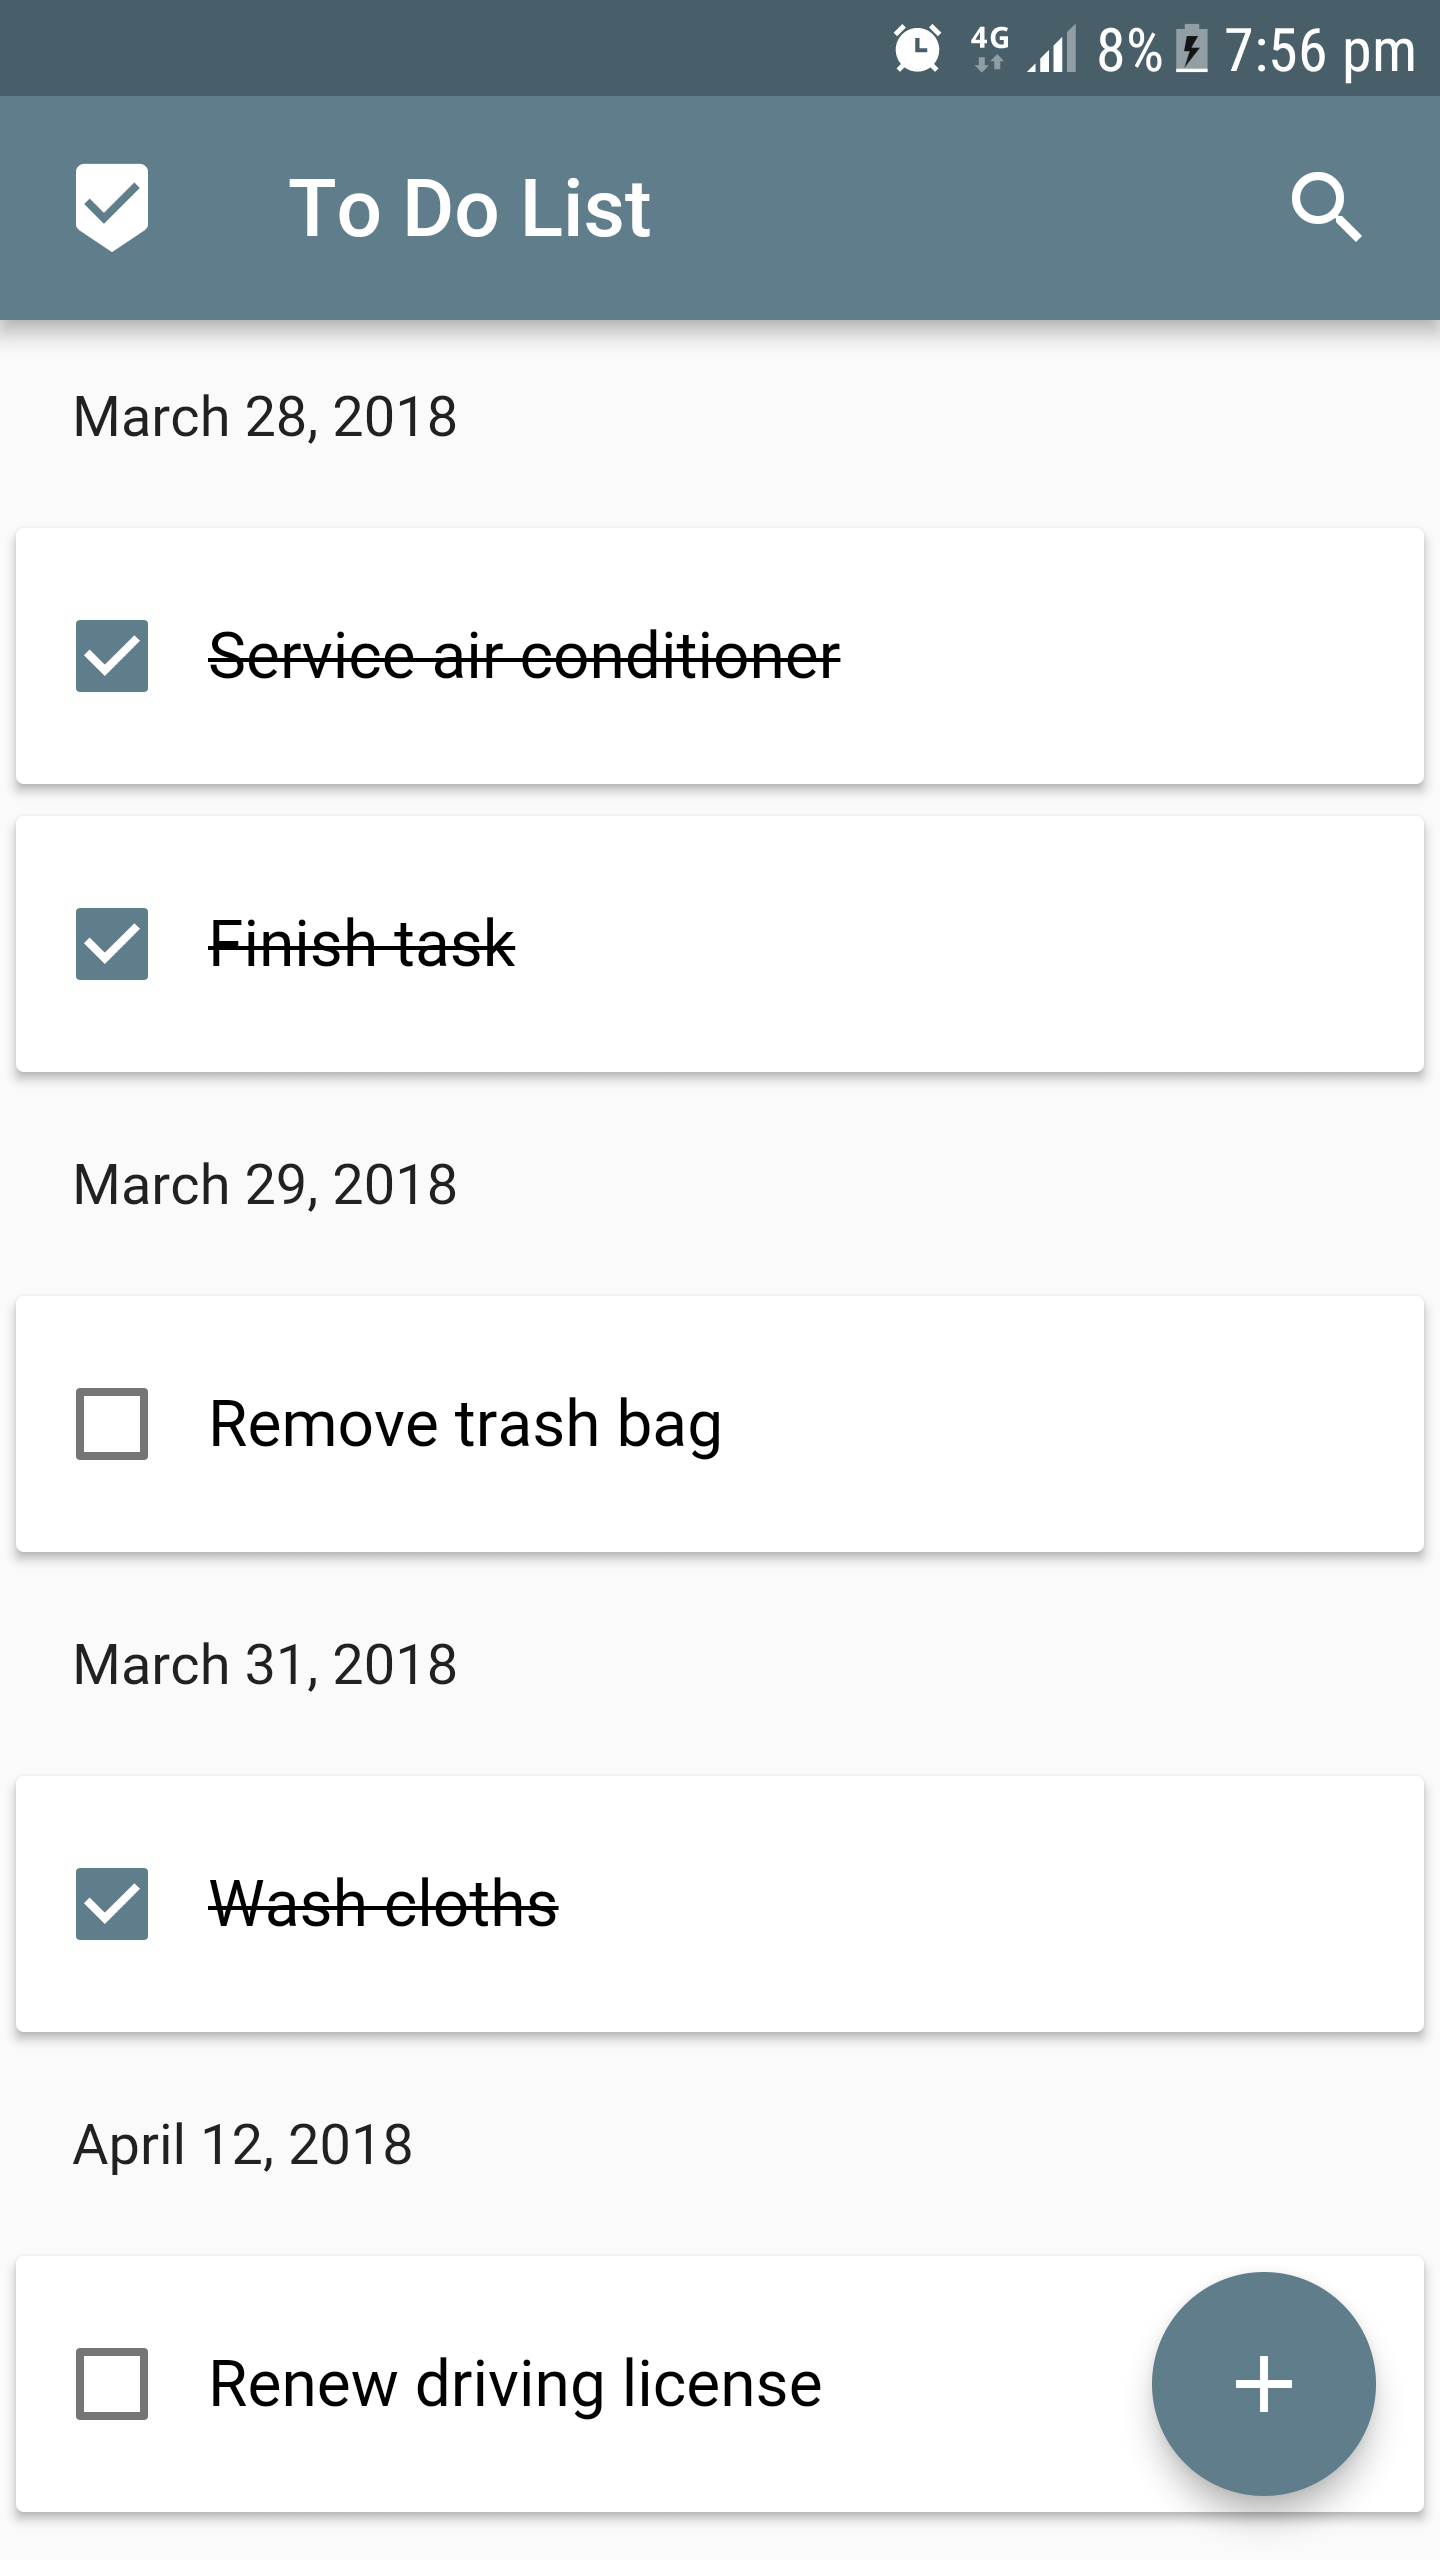 4G 8% 7:56 pm
To Do List
March 28, 2018
Service air conditioner
Finish task
March 29, 2018
Remove trash bag
March 31, 2018
Wash cloths
April 12, 2018
Renew driving license